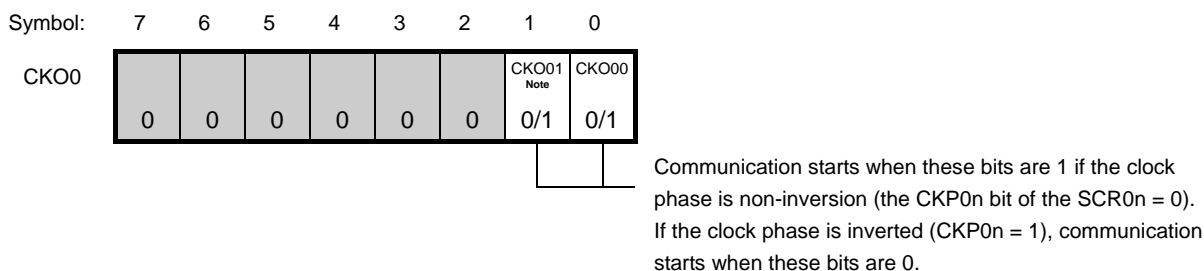 Symbol: 7 6 5 4 3 2 1 0
CKO0
CKO01 CKO00
Note
0 0 0 0 0 0 0/1 0/1
Communication starts when these bits are 1 if the clock
phase is non-inversion (the CKP0n bit of the SCR0n = 0).
If the clock phase is inverted (CKP0n = 1), communication
starts when these bits are 0.